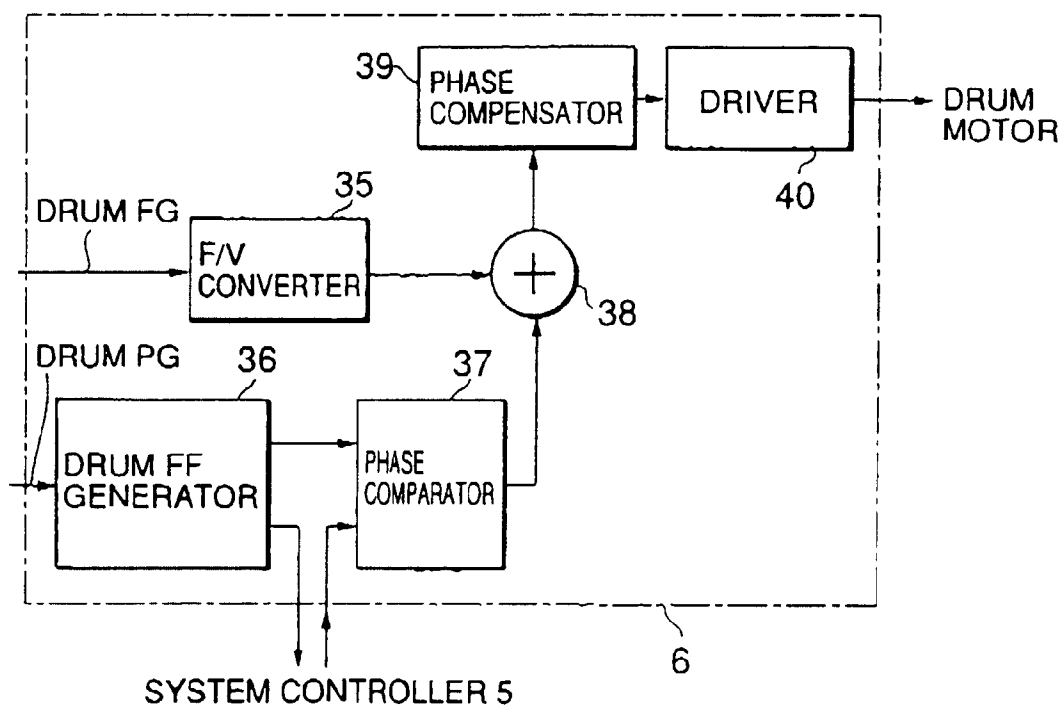 39
PHASE
COMPENSATOR
DRIVER
40
DRUM
MOTOR
DRUM FG
35
F/V
CONVERTER
+
38
DRUM PG
36
DRUM FF
GENERATOR
37
PHASE
COMPARATOR
6
SYSTEM CONTROLLER 5